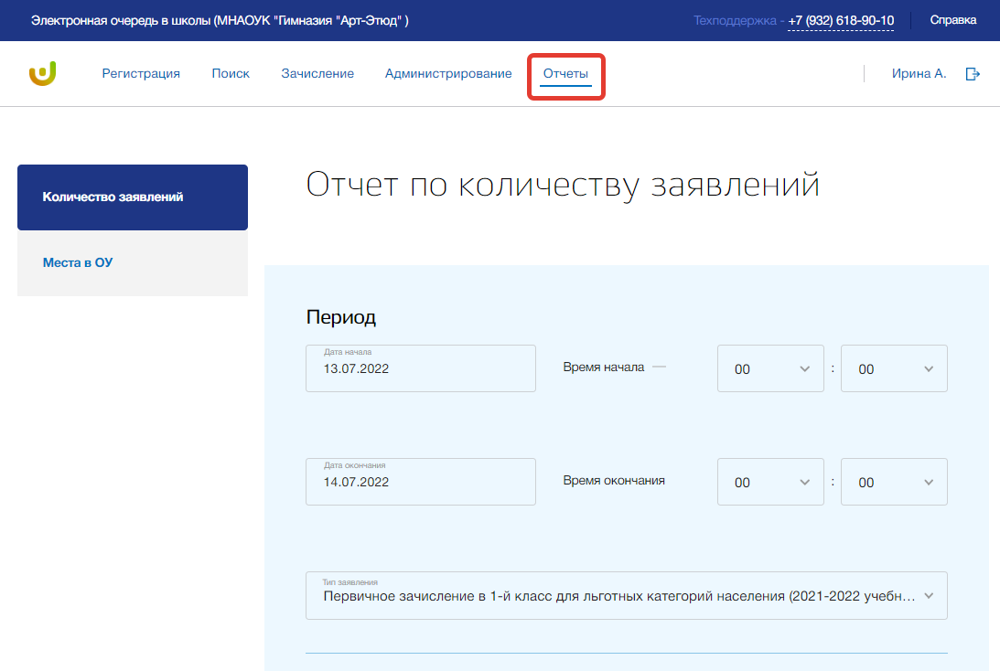 Электронная очередь в школы (МНАОУК "Гимназия "Арт-Этюд" )
Техподдержка - +7 (932) 618-90-10
Справка
Регистрация
Поиск
Зачисление
Администрирование
Отчеты
Ирина А.
Количество заявлений
Места в ОУ
Отчет по количеству заявлений
Период
Дата начала
13.07.2022
Время начала —
00 : 00
Дата окончания
14.07.2022
Время окончания
00 : 00
Тип заявления
Первичное зачисление в 1-й класс для льготных категорий населения (2021-2022 учебн...